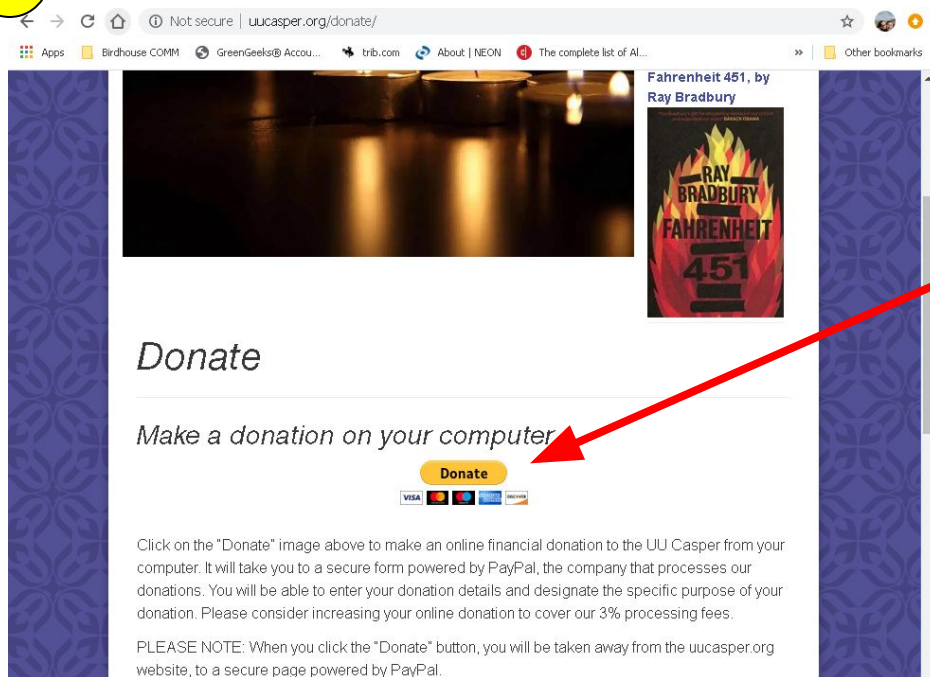 Not secure | uucasper.org/donate/
Apps Birdhouse COMM GreenGeeks® Accou... trib.com About | NEON The complete list of Al... » Other bookmarks
Fahrenheit 451, by
Ray Bradbury
RAY
BRADBURY
FAHRENHEIT
451
Donate
Make a donation on your computer
Donate
VISA DISCOVER
Click on the "Donate" image above to make an online financial donation to the UU Casper from your
computer. It will take you to a secure form powered by PayPal, the company that processes our
donations. You will be able to enter your donation details and designate the specific purpose of your
donation. Please consider increasing your online donation to cover our 3% processing fees.
PLEASE NOTE: When you click the "Donate" button, you will be taken away from the uucasper.org
website, to a secure page powered by PayPal.